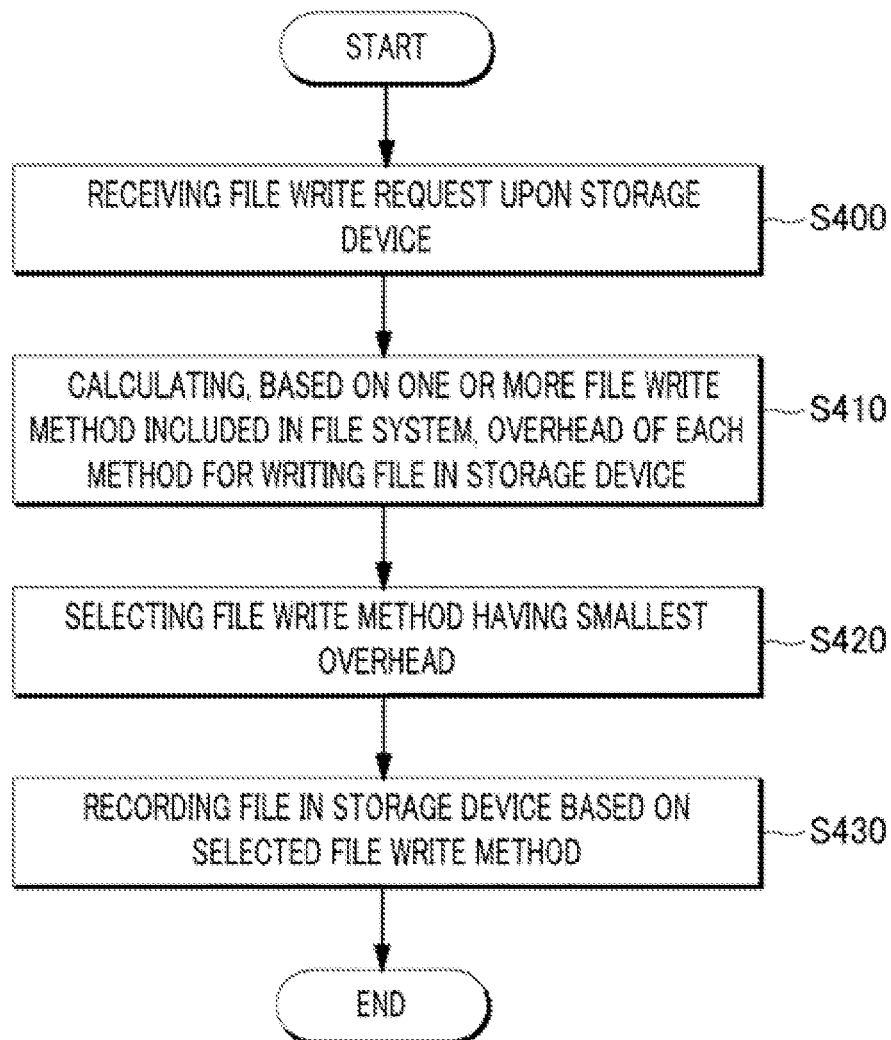 START
RECEIVING FILE WRITE REQUEST UPON STORAGE
DEVICE
S400
CALCULATING, BASED ON ONE OR MORE FILE WRITE
METHOD INCLUDED IN FILE SYSTEM, OVERHEAD OF EACH
METHOD FOR WRITING FILE IN STORAGE DEVICE
S410
SELECTING FILE WRITE METHOD HAVING SMALLEST
OVERHEAD
S420
RECORDING FILE IN STORAGE DEVICE BASED ON
SELECTED FILE WRITE METHOD
S430
END